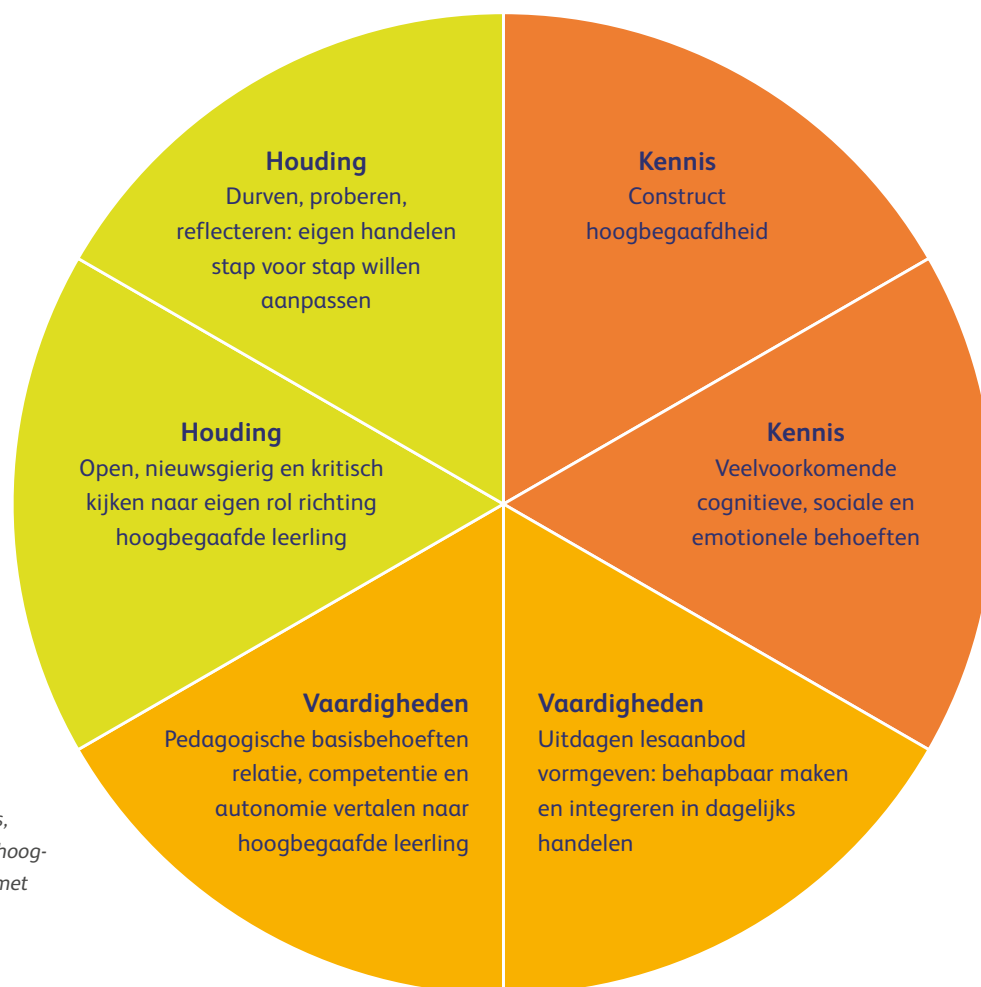 Houding
Durven, proberen,
reflecteren: eigen handelen
stap voor stap willen
aanpassen
Kennis
Construct
hoogbegaafdheid
Houding
Open, nieuwsgierig en kritisch
kijken naar eigen rol richting
hoogbegaafde leerling
Kennis
Veelvoorkomende
cognitieve, sociale en
emotionele behoeften
Vaardigheden
Pedagogische basisbehoeften
relatie, competentie en
autonomie vertalen naar
hoogbegaafde leerling
Vaardigheden
Uitdagen lesaanbod
vormgeven: behapbaar maken
en integreren in dagelijks
handelen
hoog-
met